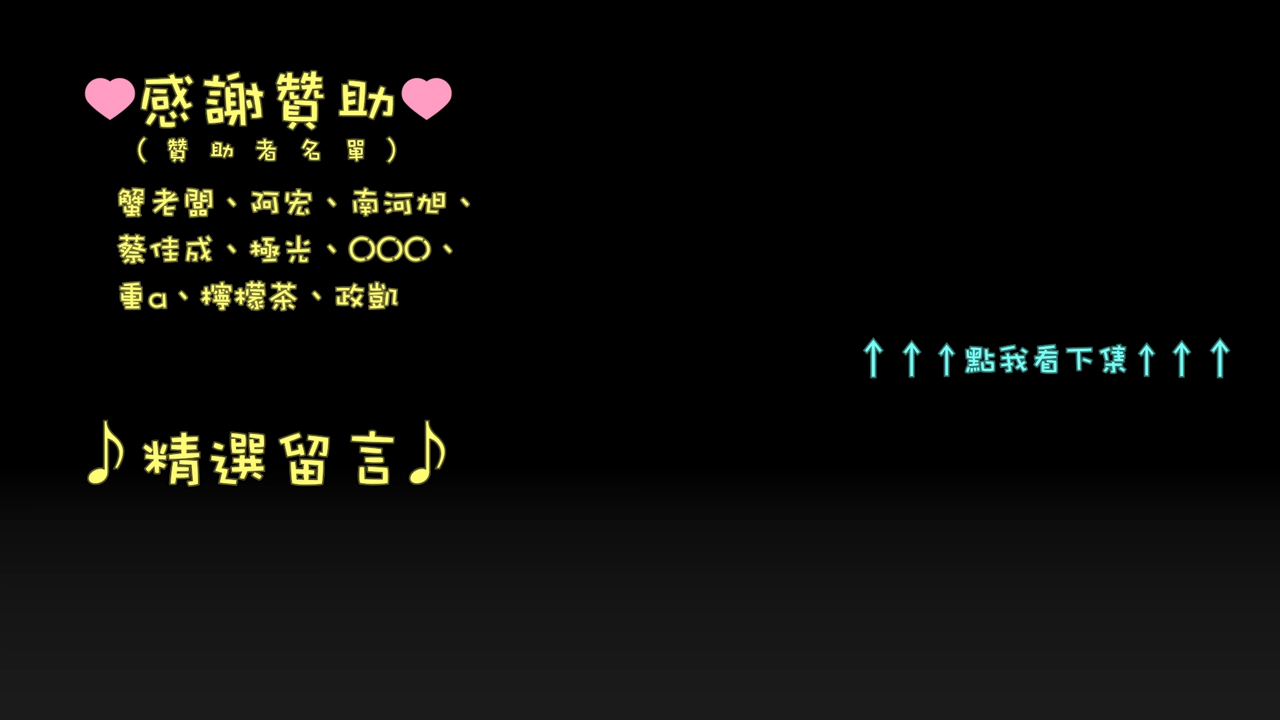 感謝贊助
(贊助者名單)
蟹老闆、阿宏、南河旭、
蔡佳成、極光、〇〇〇、
重a、檸檬茶、政凱
↑↑↑點我看下集↑↑↑
♪精選留言♪